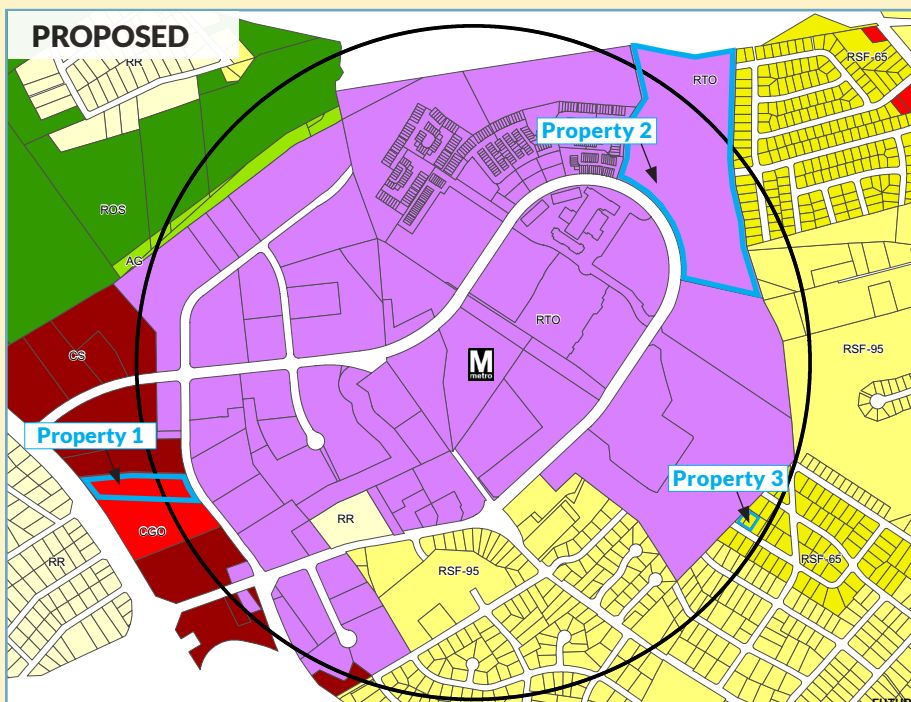 PROPOSED
RR
RSF-65
RTO
Property 2
ROS
AG
RTO
CS
RSF-95
M
metro
Property 1
Property 3
RR
CGO
RR
RSF-95
RSF-65